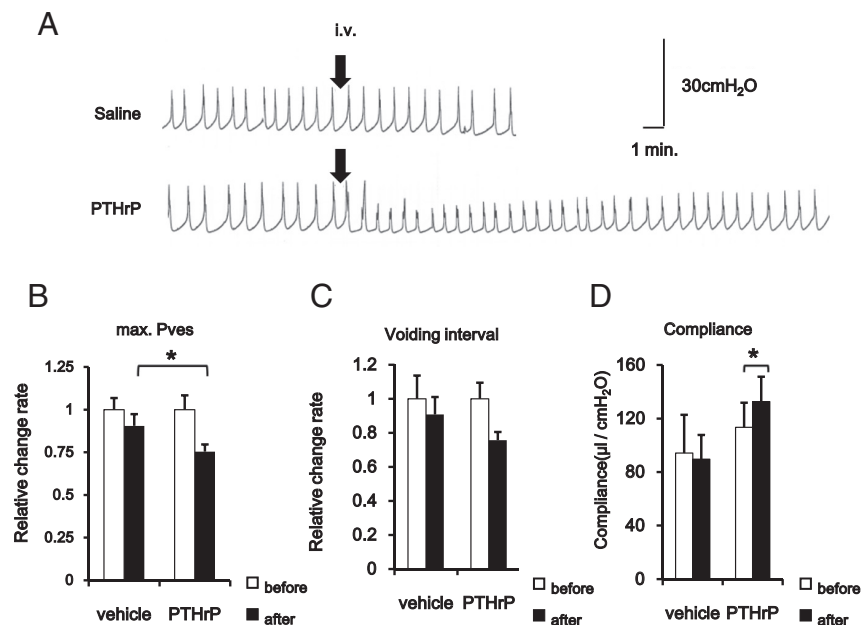 A
i.v.
Saline
30cmH₂O
1 min.
PTHrP
B
max. Pves
Relative change rate
1.25
1
0.75
0.5
0.25
0
*
vehicle PTHrP
before
after
C
Voiding interval
Relative change rate
1.2
1
0.8
0.6
0.4
0.2
0
vehicle PTHrP
before
after
D
Compliance
Compliance(μl / cmH₂O)
160
120
80
40
0
*
vehicle PTHrP
before
after